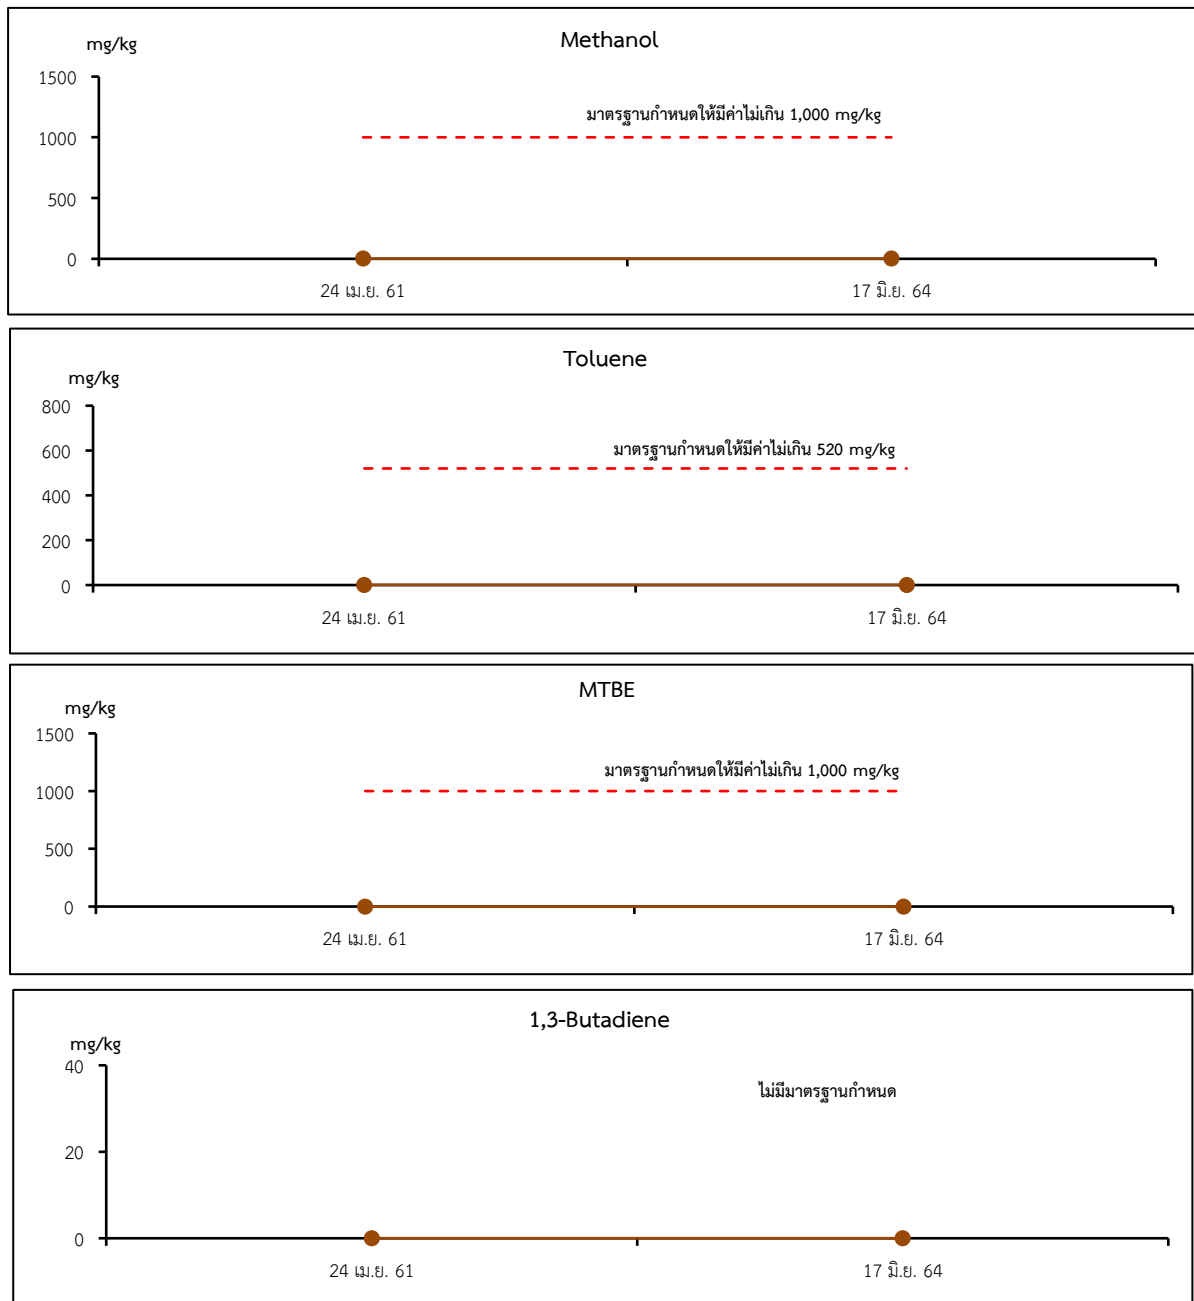 Methanol
mg/kg
1500
มาตรฐานกำหนดให้มีค่าไม่เกิน 1,000 mg/kg
1000
500
0
24 เม.ย. 61
17 มิ.ย. 64
Toluene
mg/kg
800
มาตรฐานกำหนดให้มีค่าไม่เกิน 520 mg/kg
600
400
200
0
24 เม.ย. 61
17 มิ.ย. 64
MTBE
mg/kg
1500
มาตรฐานกำหนดให้มีค่าไม่เกิน 1,000 mg/kg
1000
500
0
24 เม.ย. 61
17 มิ.ย. 64
1,3-Butadiene
mg/kg
40
ไม่มีมาตรฐานกำหนด
20
0
24 เม.ย. 61
17 มิ.ย. 64